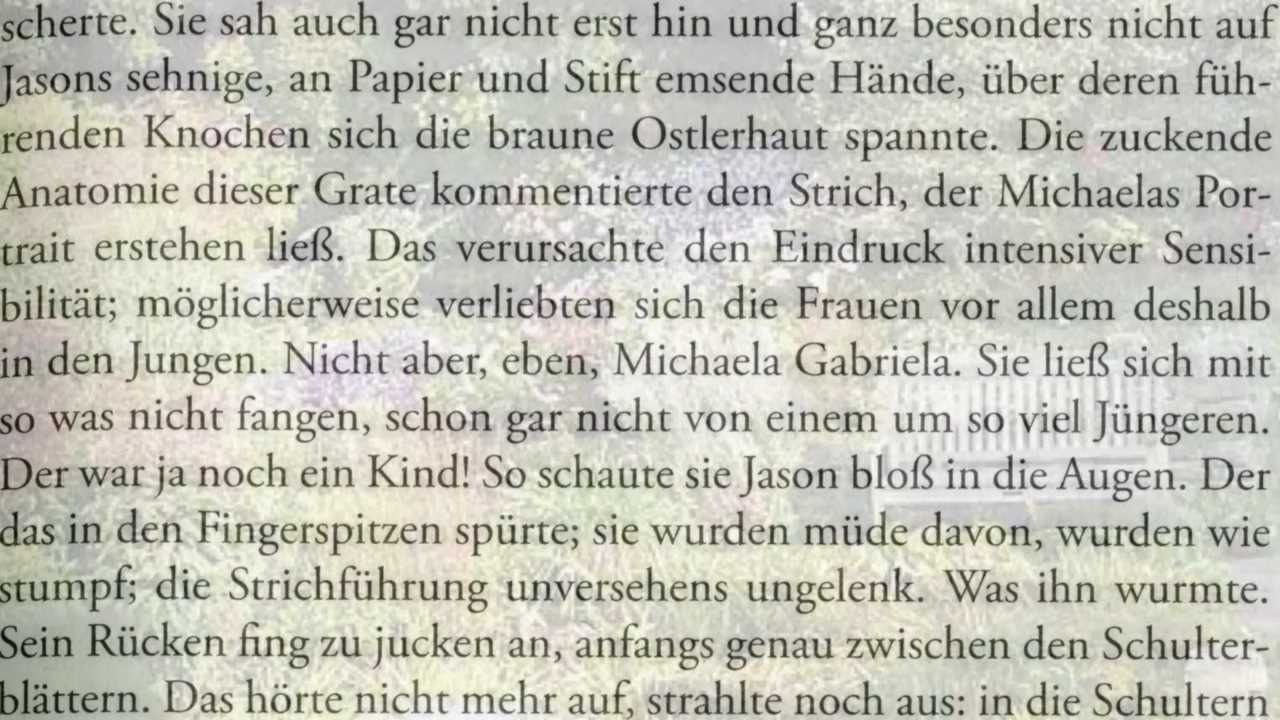 scherte. Sie sah auch gar nicht erst hin und ganz besonders nicht auf
Jasons sehnige, an Papier und Stift emsende Hände, über deren füh-
renden Knochen sich die braune Ostlerhaut spannte. Die zuckende
Anatomie dieser Grate kommentierte den Strich, der Michaelas Por-
trait erstehen ließ. Das verursachte den Eindruck intensiver Sensi-
bilität; möglicherweise verliebten sich die Frauen vor allem deshalb
in den Jungen. Nicht aber, eben, Michaela Gabriela. Sie ließ sich mit
so was nicht fangen, schon gar nicht von einem um so viel Jüngeren.
Der war ja noch ein Kind! So schaute sie Jason bloß in die Augen. Der
das in den Fingerspitzen spürte; sie wurden müde davon, wurden wie
stumpf; die Strichführung unversehens ungelenk. Was ihn wurmte.
Sein Rücken fing zu jucken an, anfangs genau zwischen den Schulter-
blättern. Das hörte nicht mehr auf, strahlte noch aus: in die Schultern